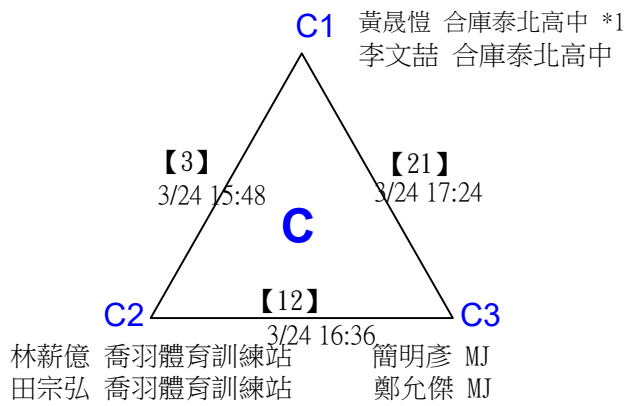 C1 黃晟愷 合庫泰北高中 *1
李文喆 合庫泰北高中
【3】 【21】
3/24 15:48 3/24 17:24
C
【12】
C2 C3
3/24 16:36
林薪億 喬羽體育訓練站 簡明彥 MJ
田宗弘 喬羽體育訓練站 鄭允傑 MJ